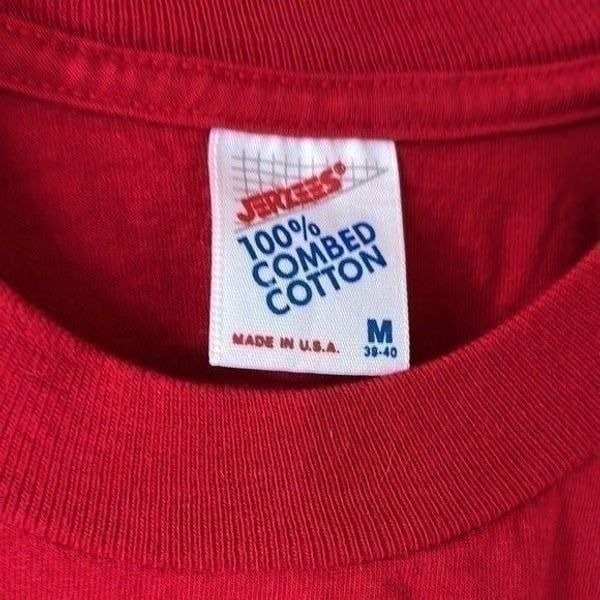 JERZEES®
100%
COMBED
COTTON
MADE IN U.S.A.
M
38-40